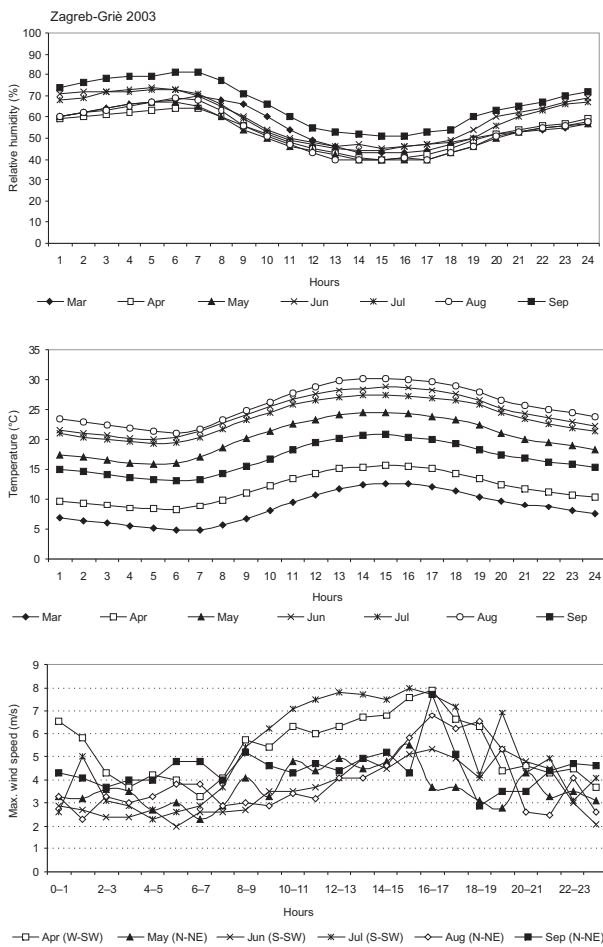 Zagreb-Griè 2003
Relative humidity (%)
100
90
80
70
60
50
40
30
20
10
0
1 2 3 4 5 6 7 8 9 10 11 12 13 14 15 16 17 18 19 20 21 22 23 24
Hours
Mar Apr May Jun Jul Aug Sep
Temperature (°C)
35
30
25
20
15
10
5
0
1 2 3 4 5 6 7 8 9 10 11 12 13 14 15 16 17 18 19 20 21 22 23 24
Hours
Mar Apr May Jun Jul Aug Sep
Max. wind speed (m/s)
9
8
7
6
5
4
3
2
1
0
0–1 2–3 4–5 6–7 8–9 10–11 12–13 14–15 16–17 18–19 20–21 22–23
Hours
Apr (W-SW) May (N-NE) Jun (S-SW) Jul (S-SW) Aug (N-NE) Sep (N-NE)